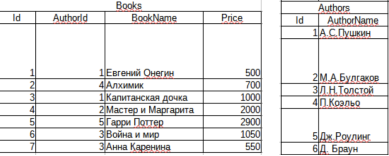 Books
Id AuthorId BookName Price
1 1 Евгений Онегин 500
2 4 Алхимик 700
3 1 Капитанская дочка 1000
4 2 Мастер и Маргарита 2000
5 5 Гарри Поттер 2900
6 3 Война и мир 1050
7 3 Анна Каренина 550
Authors
Id AuthorName
1 А.С.Пушкин
2 М.А.Булгаков
3 Л.Н.Толстой
4 П.Коэльо
5 Дж.Роулинг
6 Д. Браун